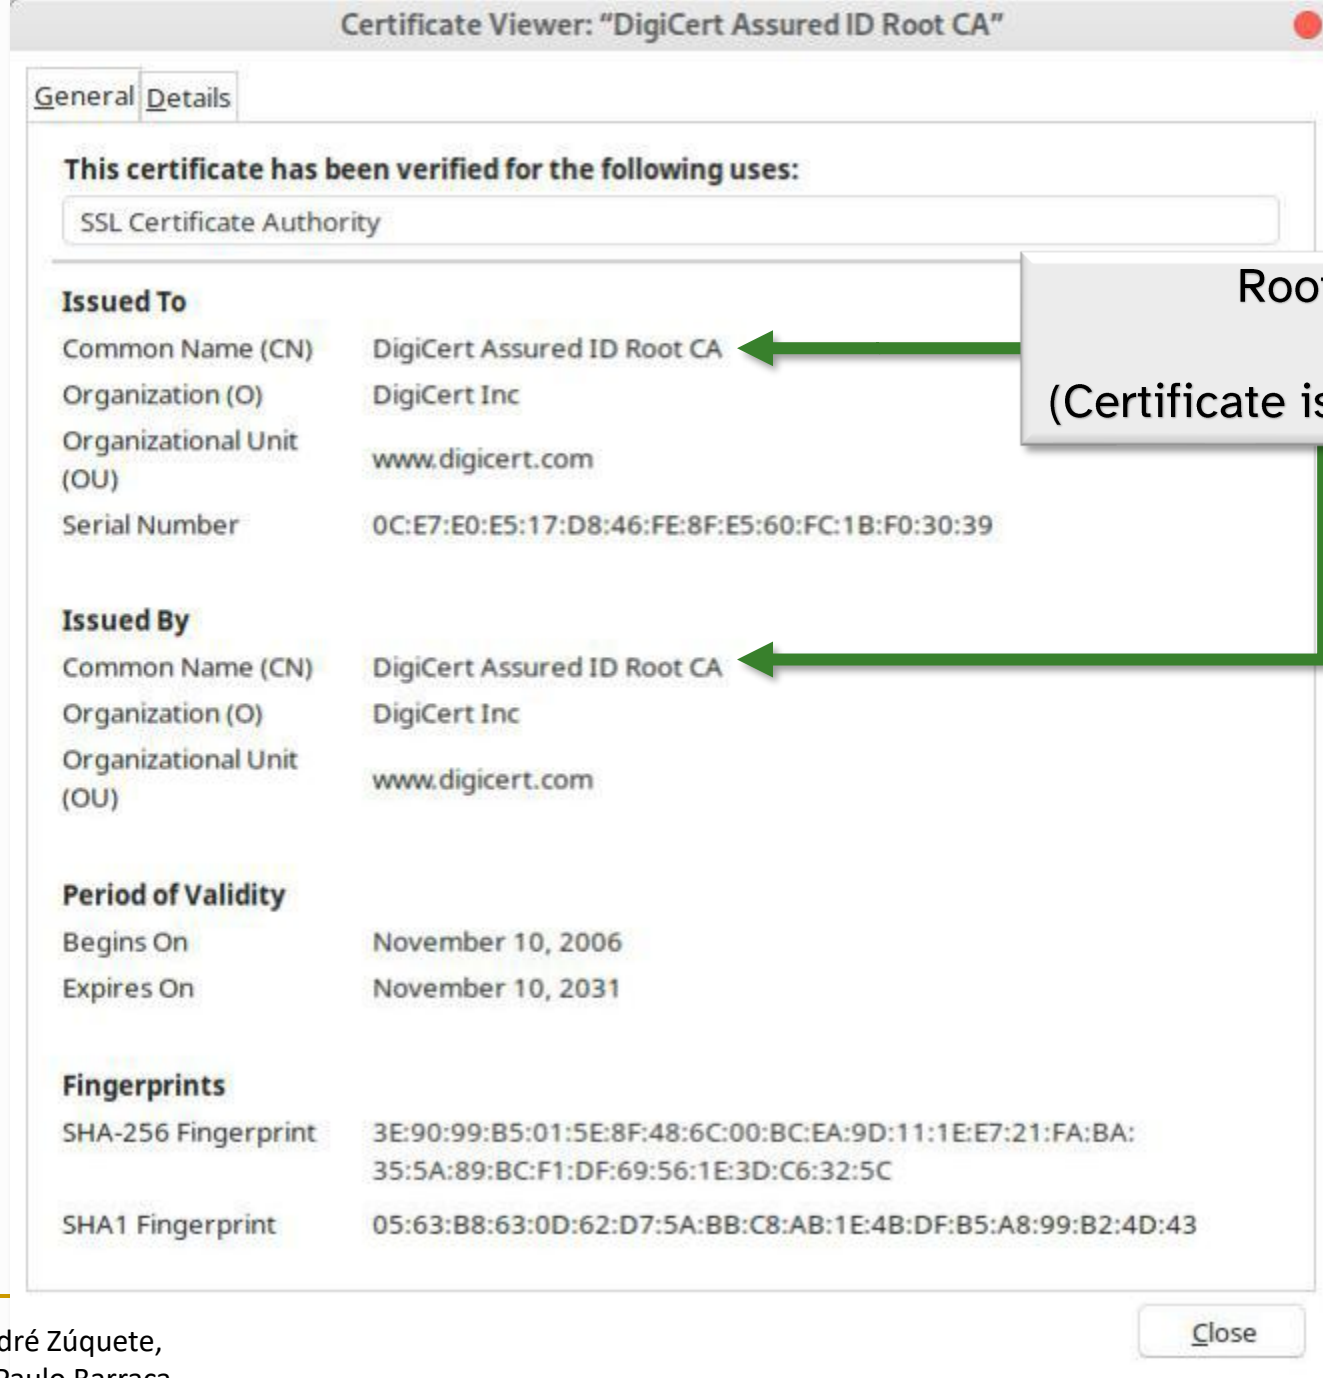 Certificate Viewer: “DigiCert Assured ID Root CA”
General Details
This certificate has been verified for the following uses:
SSL Certificate Authority
Issued To
Common Name (CN) DigiCert Assured ID Root CA
Organization (O) DigiCert Inc
Organizational Unit
(OU) www.digicert.com
Serial Number 0C:E7:E0:E5:17:D8:46:FE:8F:E5:60:FC:1B:F0:30:39
Issued By
Common Name (CN) DigiCert Assured ID Root CA
Organization (O) DigiCert Inc
Organizational Unit
(OU) www.digicert.com
Period of Validity
Begins On November 10, 2006
Expires On November 10, 2031
Fingerprints
SHA-256 Fingerprint 3E:90:99:B5:01:5E:8F:48:6C:00:BC:EA:9D:11:1E:E7:21:FA:BA:
35:5A:89:BC:F1:DF:69:56:1E:3D:C6:32:5C
SHA1 Fingerprint 05:63:B8:63:0D:62:D7:5A:BB:C8:AB:1E:4B:DF:B5:A8:99:B2:4D:43
Root
(Certificate is
Close
dré Zúquete,
Paulo Barraca